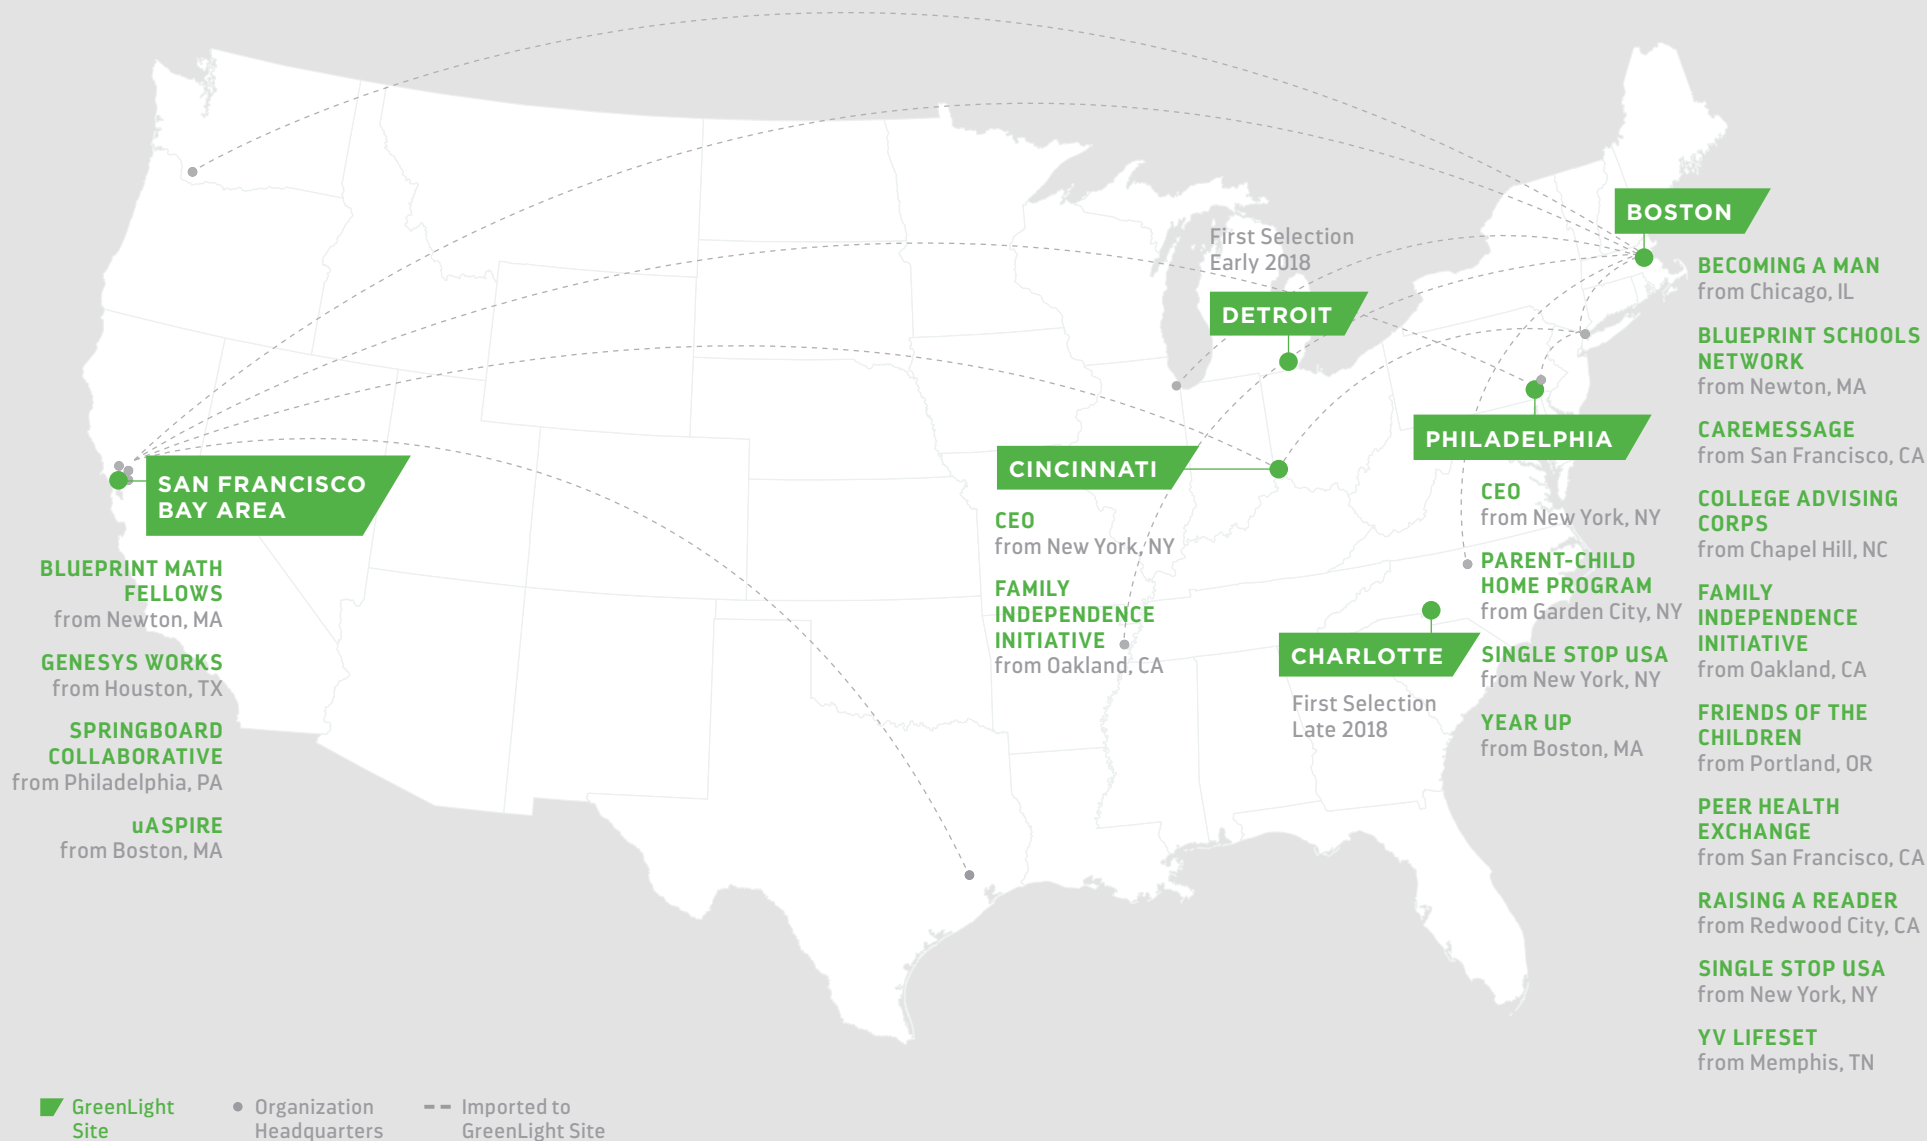 SAN FRANCISCO
BAY AREA
BLUEPRINT MATH
FELLOWS
from Newton, MA
GENESYS WORKS
from Houston, TX
SPRINGBOARD
COLLABORATIVE
from Philadelphia, PA
uASPIRE
from Boston, MA
First Selection
Early 2018
DETROIT
CINCINNATI
CEO
from New York, NY
FAMILY
INDEPENDENCE
INITIATIVE
from Oakland, CA
CHARLOTTE
First Selection
Late 2018
PHILADELPHIA
CEO
from New York, NY
PARENT-CHILD
HOME PROGRAM
from Garden City, NY
SINGLE STOP USA
from New York, NY
YEAR UP
from Boston, MA
BOSTON
BECOMING A MAN
from Chicago, IL
BLUEPRINT SCHOOLS
NETWORK
from Newton, MA
CAREMESSAGE
from San Francisco, CA
COLLEGE ADVISING
CORPS
from Chapel Hill, NC
FAMILY
INDEPENDENCE
INITIATIVE
from Oakland, CA
FRIENDS OF THE
CHILDREN
from Portland, OR
PEER HEALTH
EXCHANGE
from San Francisco, CA
RAISING A READER
from Redwood City, CA
SINGLE STOP USA
from New York, NY
YV LIFESET
from Memphis, TN
GreenLight
Site
Organization
Headquarters
Imported to
GreenLight Site